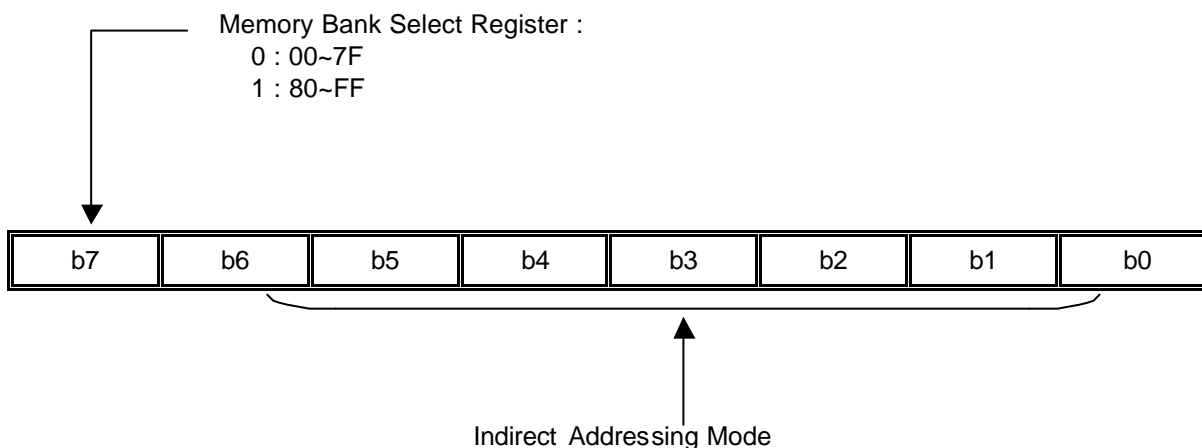 Memory Bank Select Register :
0 : 00~7F
1 : 80~FF
b7 b6 b5 b4 b3 b2 b1 b0
Indirect Addressing Mode